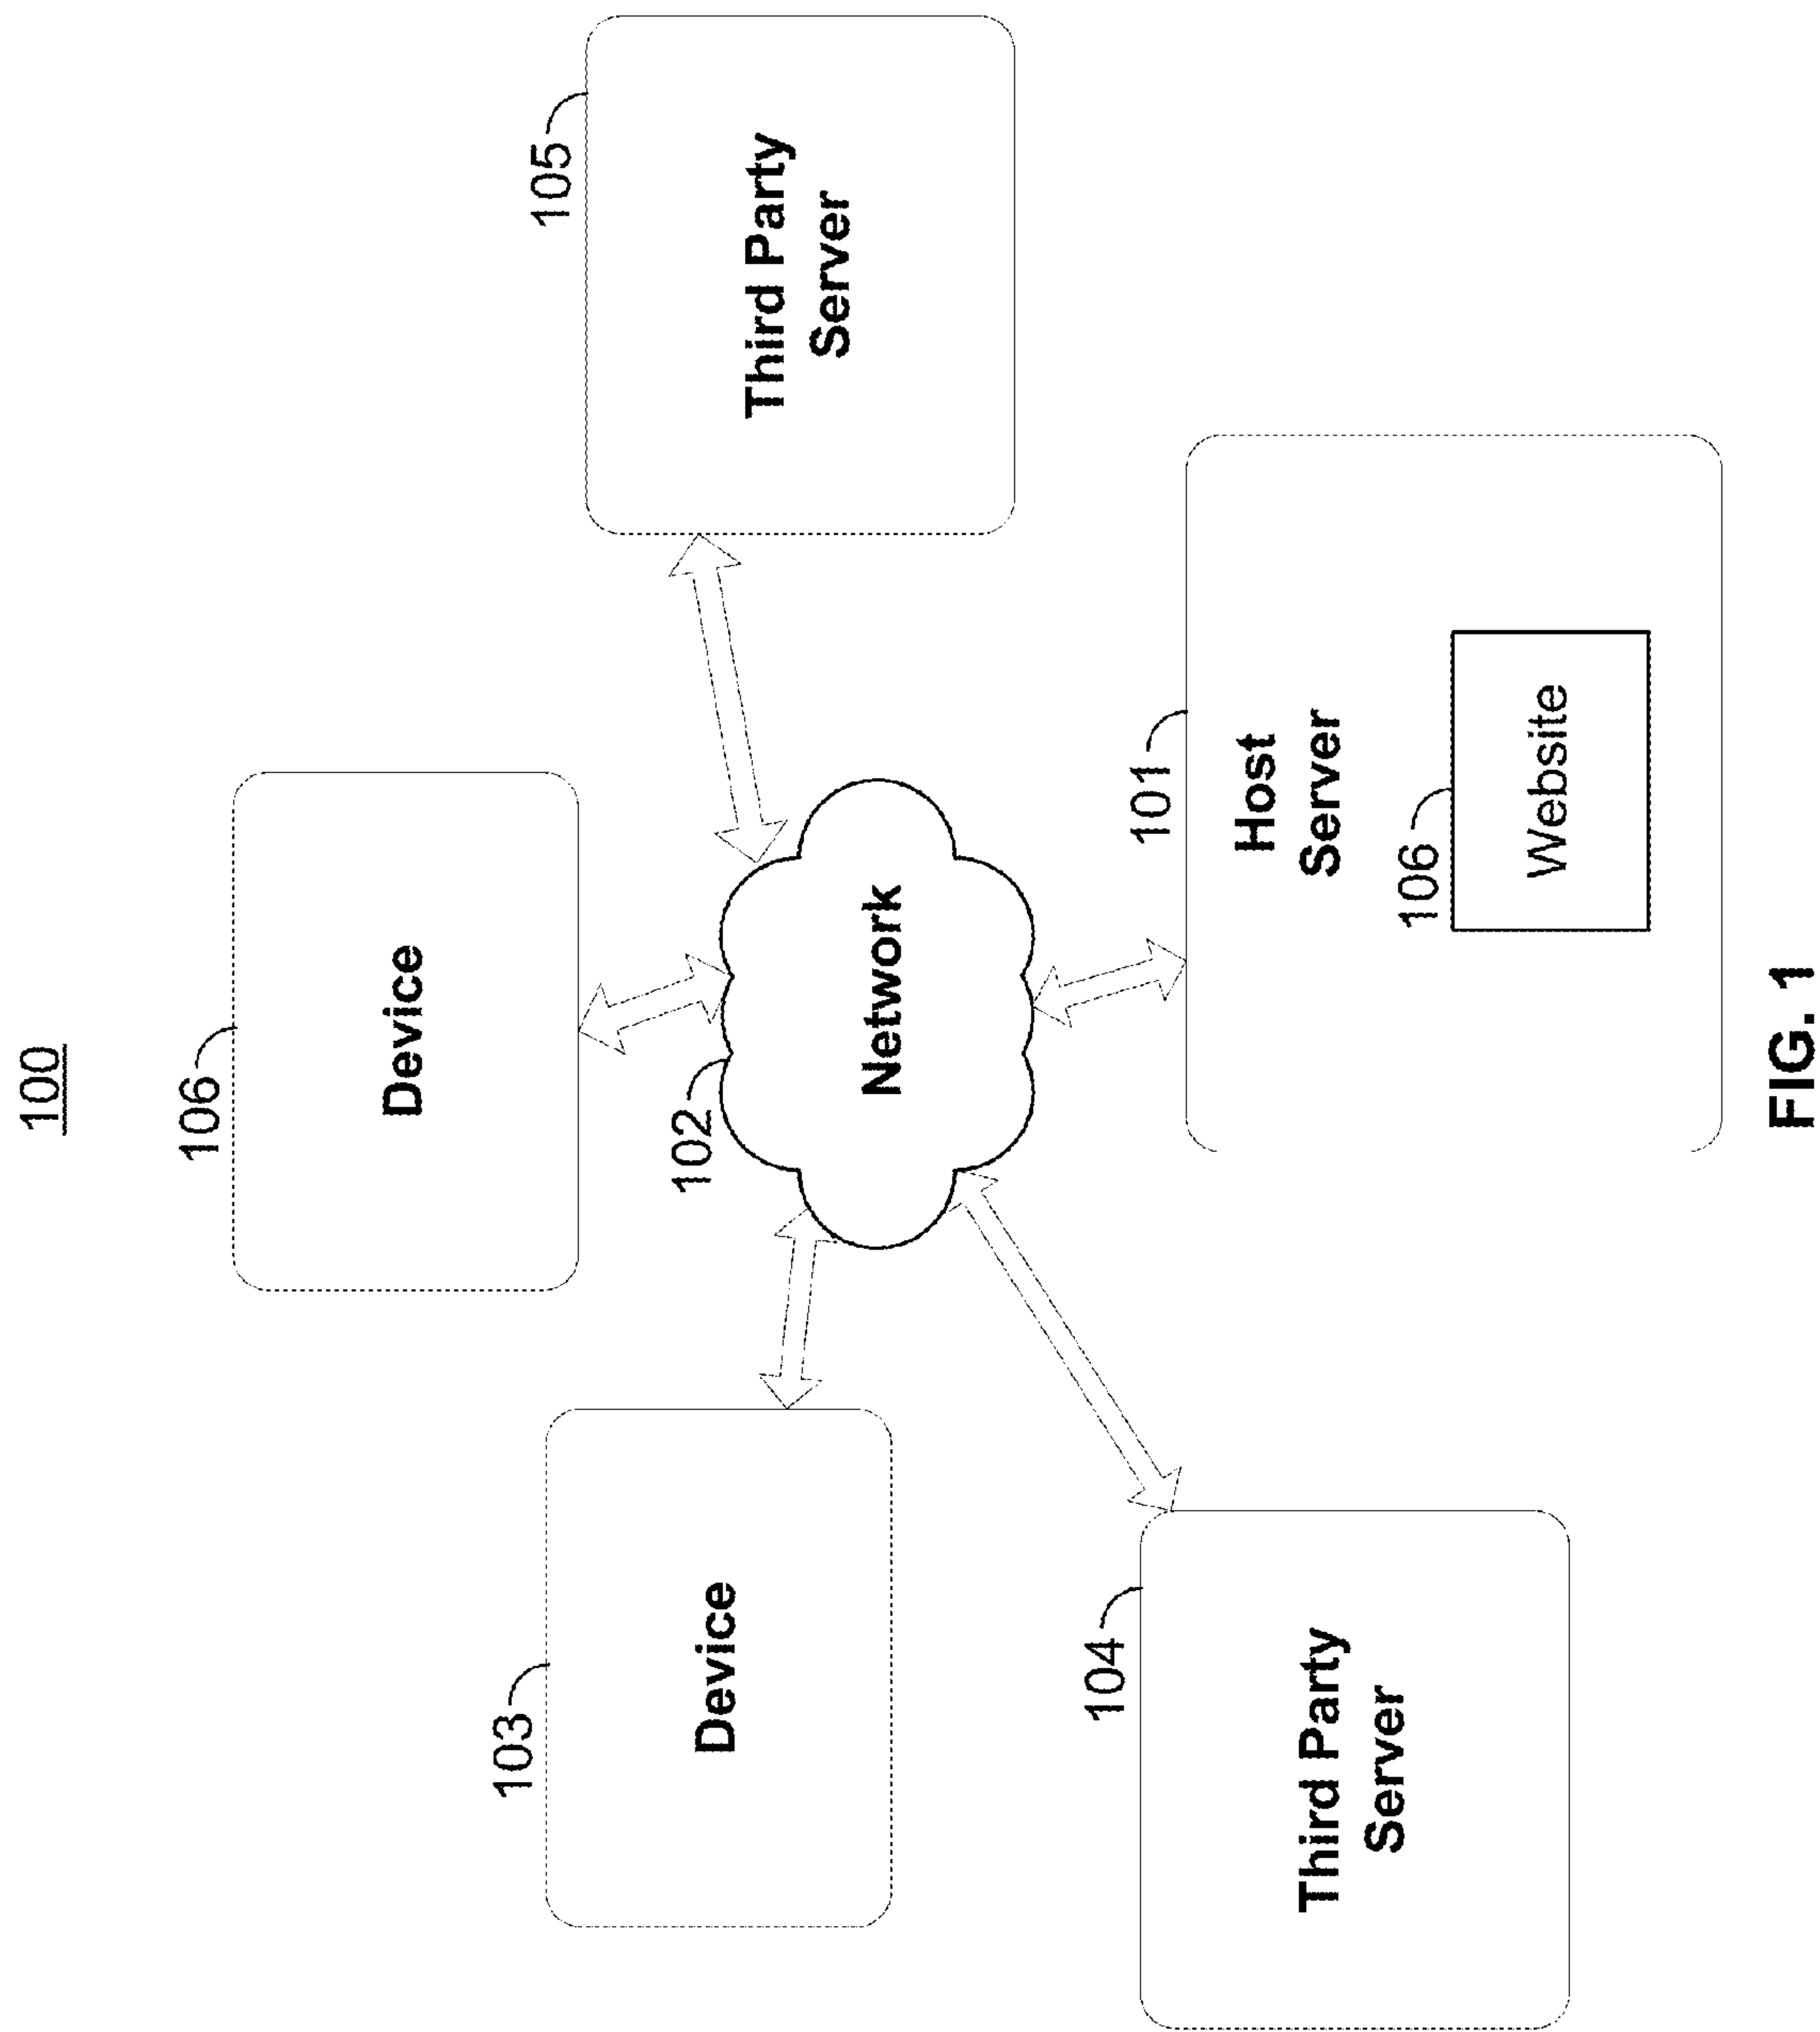 100
106
Device
103
Device
102
Network
105
Third Party
Server
104
Third Party
Server
101
Host
Server
106
Website
FIG. 1